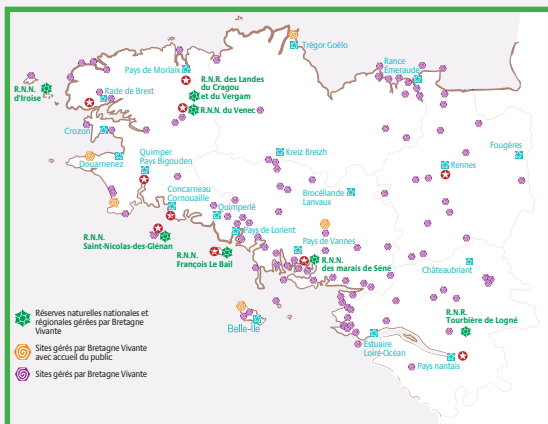 Trégor Goëlo
Pays de Morlaix
Rance
Émeraude
R.N.N.
d'Iroise
R.N.R. des Landes
du Cragou
et du Vergam
Rade de Brest
R.N.N. du Venec
Crozon
Fougères
Quimper
Pays Bigouden
Kreiz Breizh
Rennes
Douarnenez
Concarneau
Cornouaille
Brocéliande
Lanvaux
Quimperlé
Pays de Lorient
R.N.N.
Saint-Nicolas-des-Glénan
Pays de Vannes
R.N.N.
François Le Bail
R.N.N.
des marais de Séné
Châteaubriant
Réserves naturelles nationales et
régionales gérées par Bretagne
Vivante
R.N.R.
Tourbière de Logné
Belle-Ile
Sites gérés par Bretagne Vivante
avec accueil du public
Estuaire
Loire-Océan
Pays nantais
Sites gérés par Bretagne Vivante